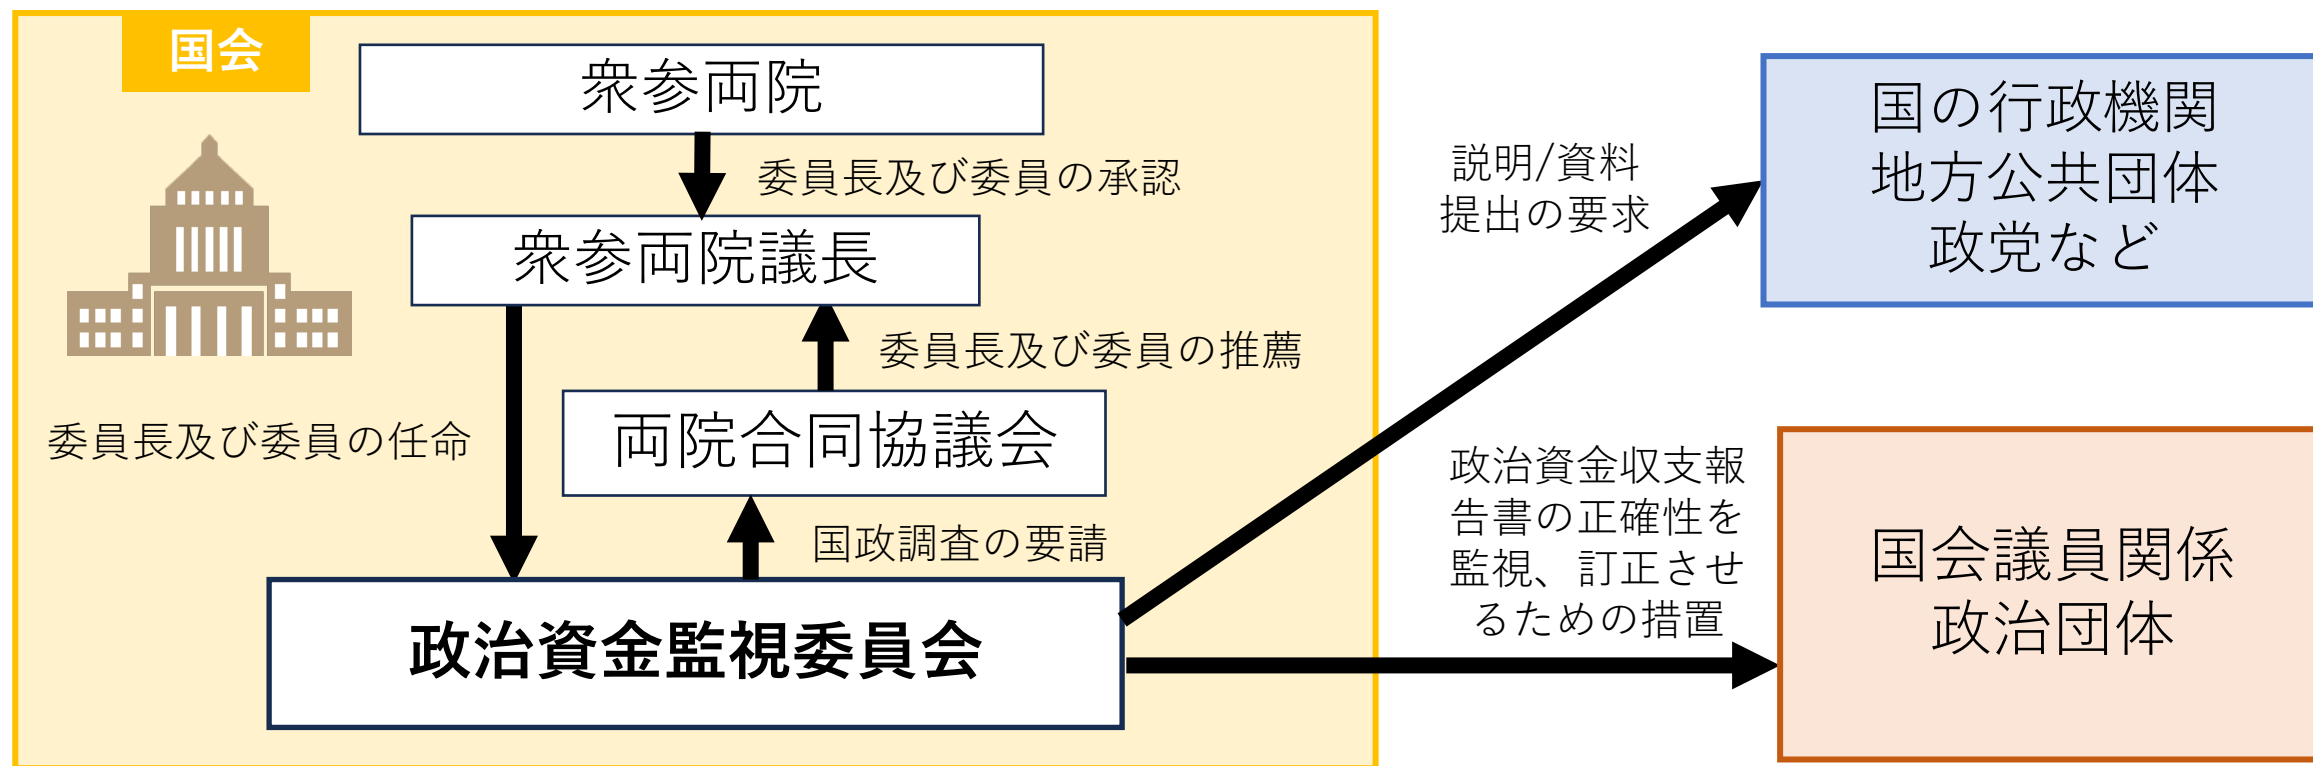 国会
衆参両院
委員長及び委員の承認
衆参両院議長
委員長及び委員の推薦
委員長及び委員の任命
両院合同協議会
国政調査の要請
政治資金監視委員会
説明/資料
提出の要求
国の行政機関
地方公共団体
政党など
政治資金収支報
告書の正確性を
監視、訂正させ
るための措置
国会議員関係
政治団体